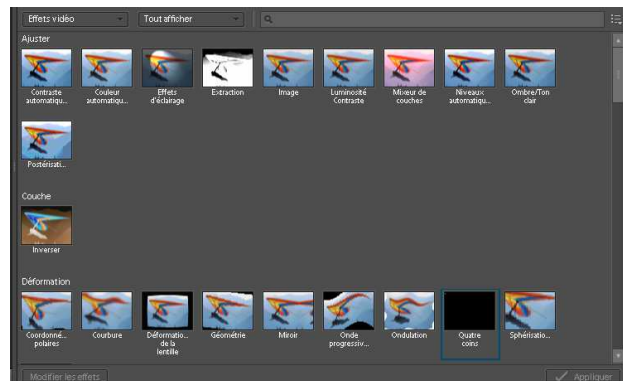 Effets vidéo Tout afficher
Ajuster
Contraste automatiqu... Couleur automatiqu... Effets d'éclairage Extraction Image Luminosité Contraste Mixeur de couches Niveaux automatiqu... Ombre/Ton clair
Postérisati...
Couche
Inverser
Déformation
Coordonné... polaires Courbure Déformatio... de la lentille Géométrie Miroir Onde progressiv... Ondulation Quatre coins Sphérisatio...
Modifier les effets Appliquer